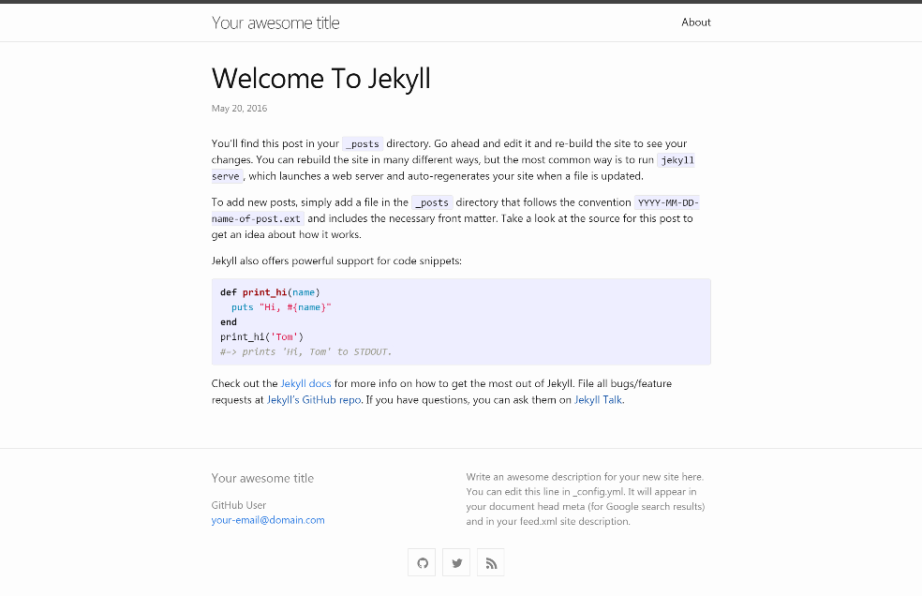 Your awesome title
About
Welcome To Jekyll
May 20, 2016
You'll find this post in your _posts directory. Go ahead and edit it and re-build the site to see your
changes. You can rebuild the site in many different ways, but the most common way is to run jekyll
serve, which launches a web server and auto-regenerates your site when a file is updated.
To add new posts, simply add a file in the _posts directory that follows the convention YYYY-MM-DD-
name-of-post.ext and includes the necessary front matter. Take a look at the source for this post to
get an idea about how it works.
Jekyll also offers powerful support for code snippets:
def print_hi(name)
  puts "Hi, #{name}"
end
print_hi('Tom')
#=> prints 'Hi, Tom' to STDOUT.
Check out the Jekyll docs for more info on how to get the most out of Jekyll. File all bugs/feature
requests at Jekyll's GitHub repo. If you have questions, you can ask them on Jekyll Talk.
Your awesome title
GitHub User
your-email@domain.com
Write an awesome description for your new site here.
You can edit this line in _config.yml. It will appear in
your document head meta (for Google search results)
and in your feed.xml site description.